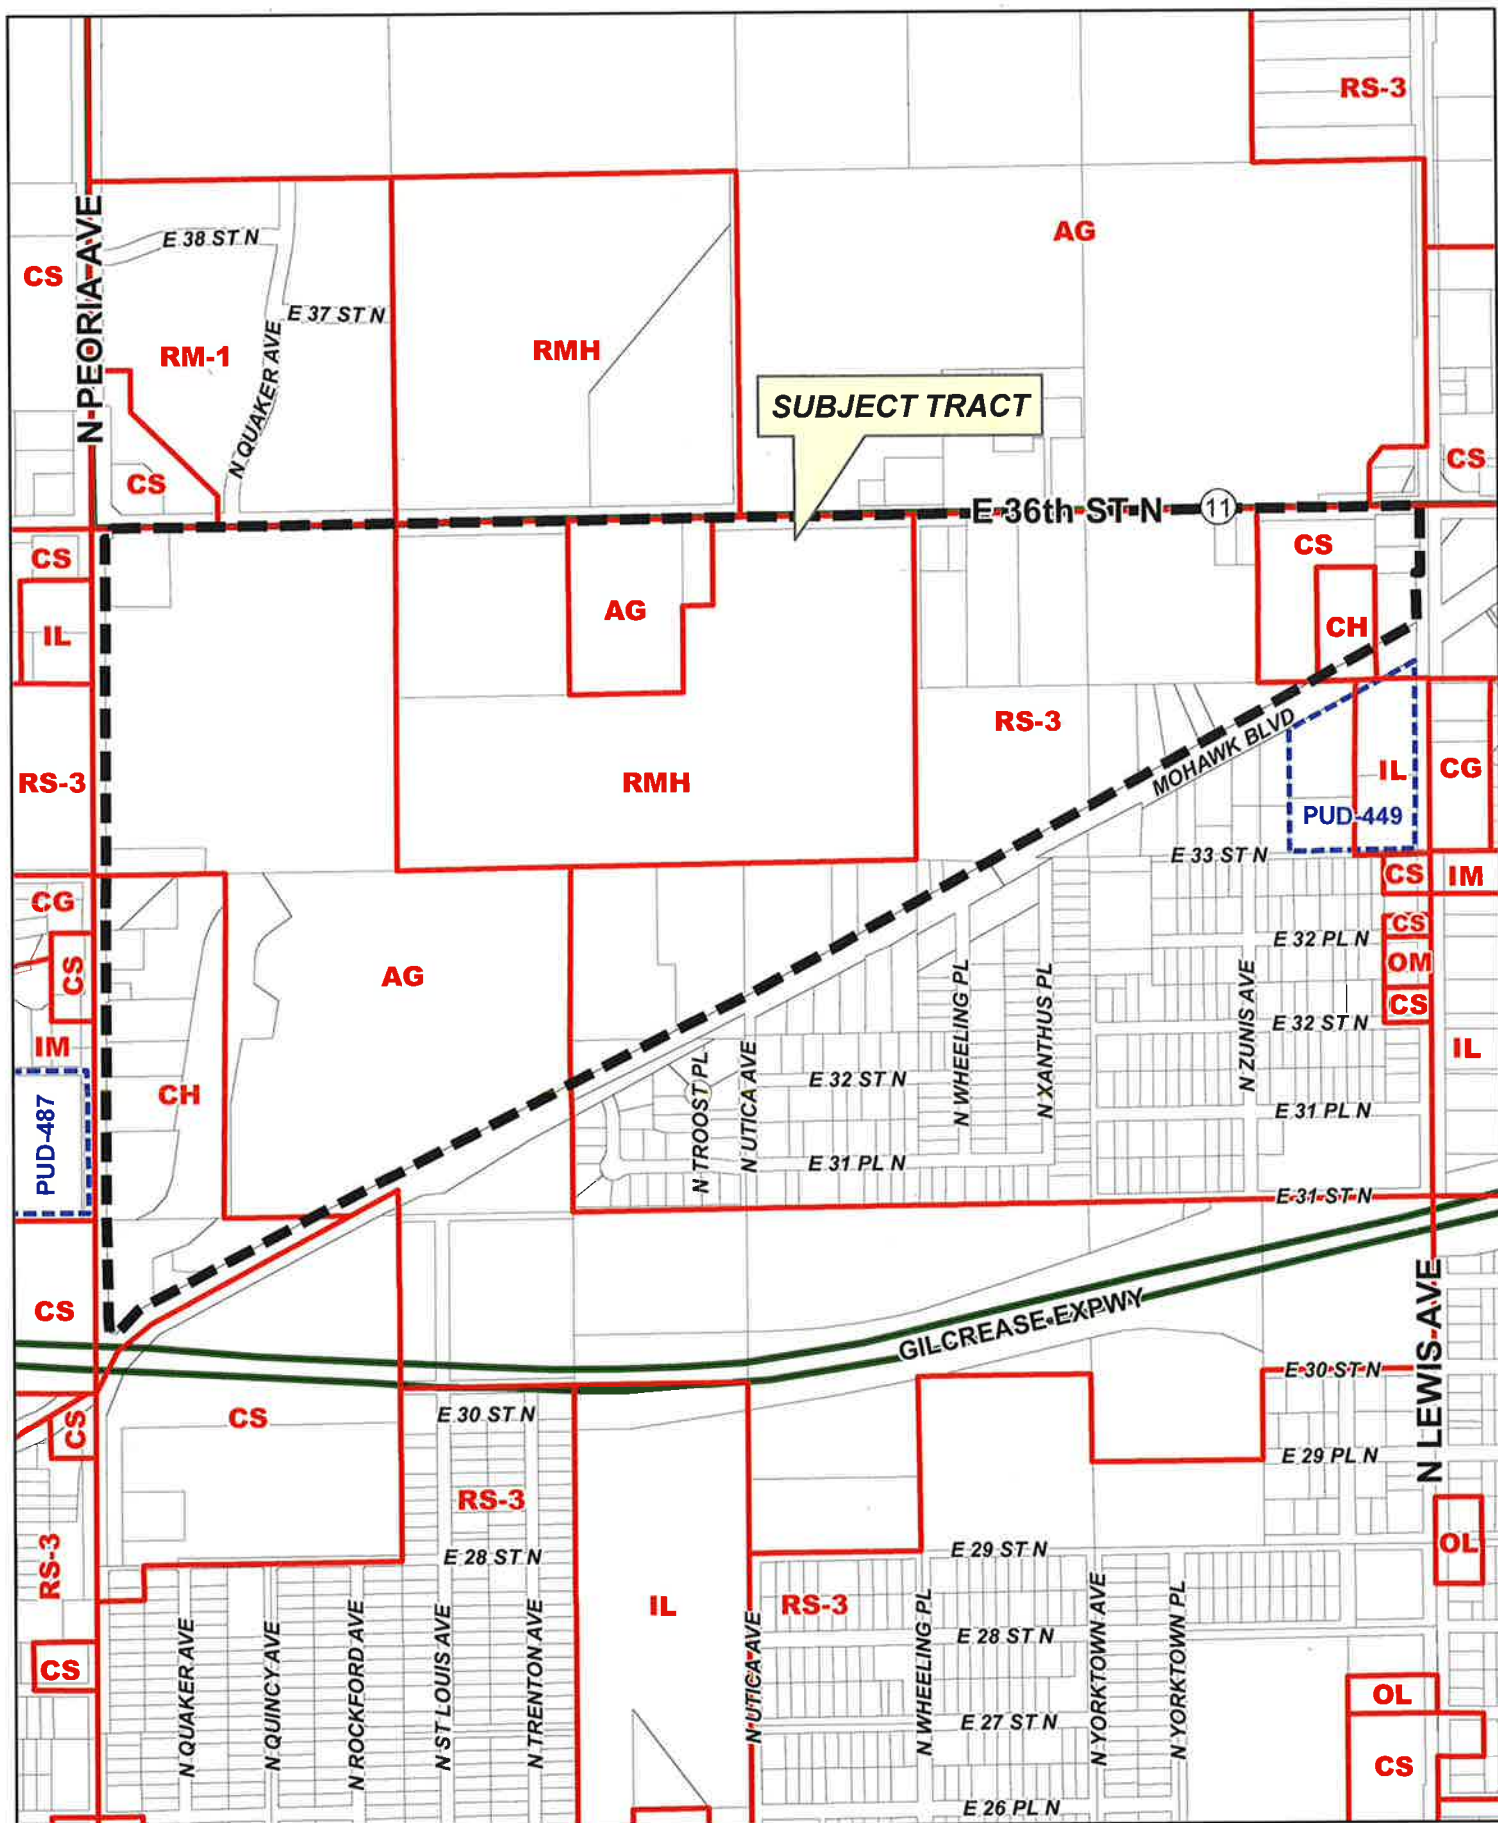 RS-3
AG
E 38 ST N
CS
N PEORIA AVE
E 37 ST N
RM-1
RMH
N QUAKER AVE
SUBJECT TRACT
CS
CS
E 36th ST N
11
CS
CS
IL
AG
CH
RS-3
MOHAWK BLVD
RS-3
RMH
IL
CG
PUD-449
E 33 ST N
CS
IM
CG
CS
E 32 PL N
CS
AG
OM
N WHEELING PL
N XANTHUS PL
N ZUNIS AVE
CS
E 32 ST N
IM
IL
CH
N TROOST PL
N UTICA AVE
E 32 ST N
E 31 PL N
PUD-487
E 31 PL N
E 31 ST N
CS
GILCREASE EXPWY
N LEWIS AVE
E 30 ST N
CS
CS
E 30 ST N
E 29 PL N
RS-3
RS-3
E 28 ST N
E 29 ST N
OL
IL
RS-3
N QUAKER AVE
N QUINCY AVE
N ROCKFORD AVE
N ST LOUIS AVE
N TRENTON AVE
N UTICA AVE
N WHEELING PL
N YORKTOWN AVE
N YORKTOWN PL
E 28 ST N
CS
OL
E 27 ST N
CS
E 26 PL N